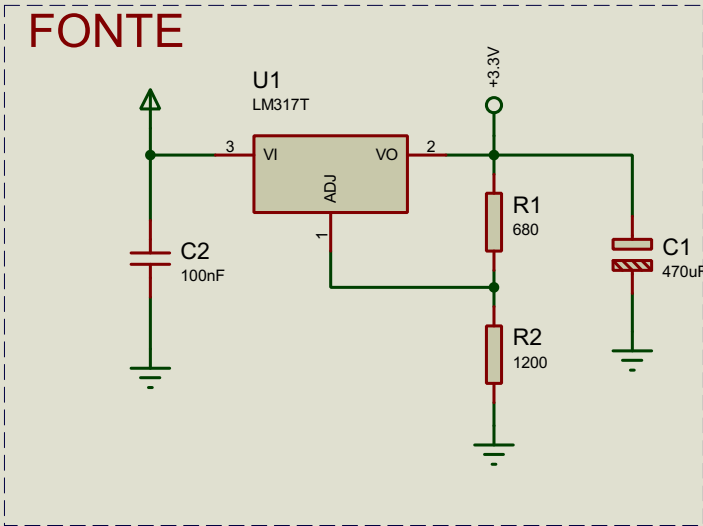 FONTE
U1
LM317T
+3.3V
3
VI
VO
2
ADJ
1
R1
680
C2
100nF
C1
470uF
R2
1200